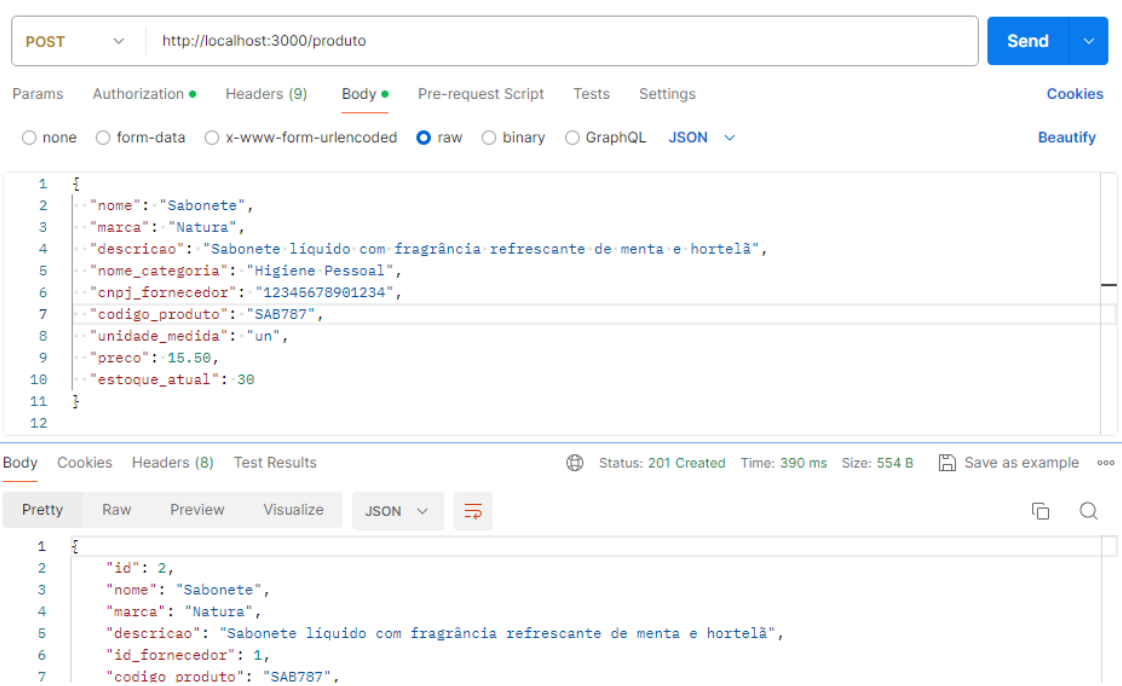 POST http://localhost:3000/produto Send
Params Authorization Headers (9) Body Pre-request Script Tests Settings Cookies
none form-data x-www-form-urlencoded raw binary GraphQL JSON Beautify
1 {
2 "nome": "Sabonete",
3 "marca": "Natura",
4 "descricao": "Sabonete líquido com fragrância refrescante de menta e hortelã",
5 "nome_categoria": "Higiene Pessoal",
6 "cnpj_fornecedor": "12345678901234",
7 "codigo_produto": "SAB787",
8 "unidade_medida": "un",
9 "preco": 15.50,
10 "estoque_atual": 30
11 }
12
Body Cookies Headers (8) Test Results Status: 201 Created Time: 390 ms Size: 554 B Save as example
Pretty Raw Preview Visualize JSON
1 {
2 "id": 2,
3 "nome": "Sabonete",
4 "marca": "Natura",
5 "descricao": "Sabonete líquido com fragrância refrescante de menta e hortelã",
6 "id_fornecedor": 1,
7 "codigo_produto": "SAB787",